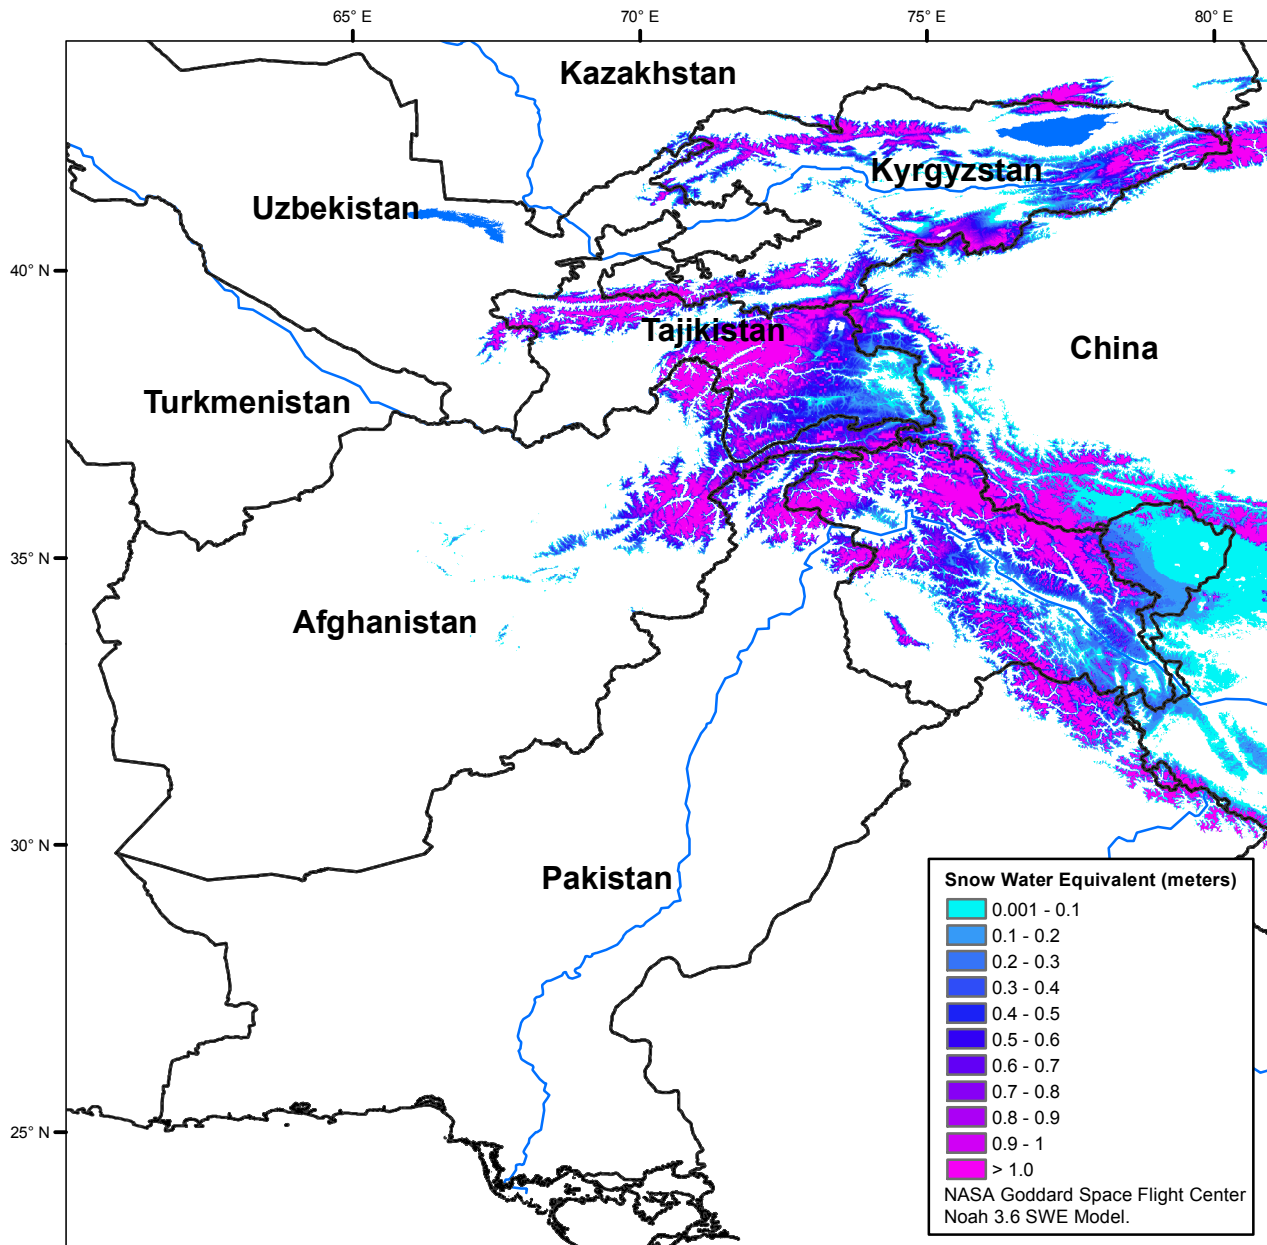 65° E
70° E
75° E
80° E
Kazakhstan
Kyrgyzstan
Uzbekistan
40° N
Tajikistan
China
Turkmenistan
35° N
Afghanistan
30° N
Pakistan
25° N
Snow Water Equivalent (meters)
0.001 - 0.1
0.1 - 0.2
0.2 - 0.3
0.3 - 0.4
0.4 - 0.5
0.5 - 0.6
0.6 - 0.7
0.7 - 0.8
0.8 - 0.9
0.9 - 1
> 1.0
NASA Goddard Space Flight Center
Noah 3.6 SWE Model.